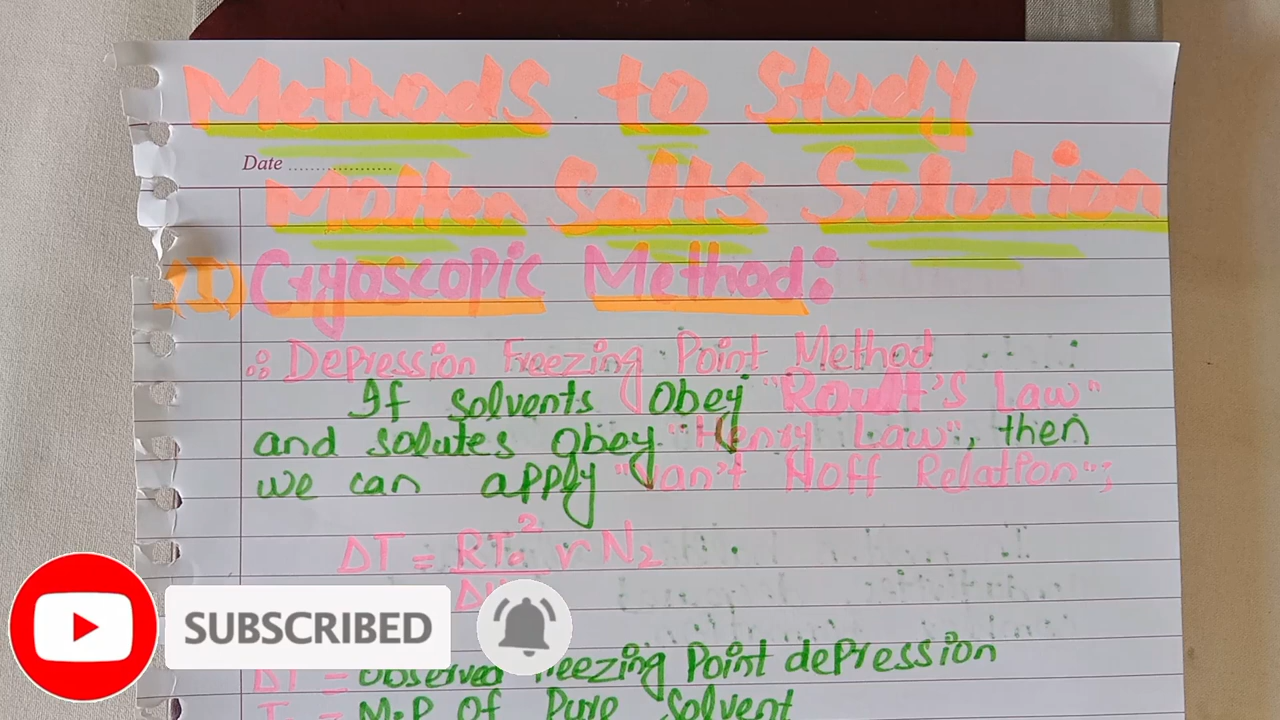 Methods to Study
Date ..................
Molten Salts Solution
(I) Cryoscopic Method:
Depression Freezing Point Method
If solvents obey "Raoult's Law"
and solutes obey "Henry Law", then
we can apply "Van't Hoff Relation";
ΔT = RT₀² ν N₂
Δ
SUBSCRIBED
ΔT = Observed Freezing Point depression
T₀ = M.P of Pure Solvent